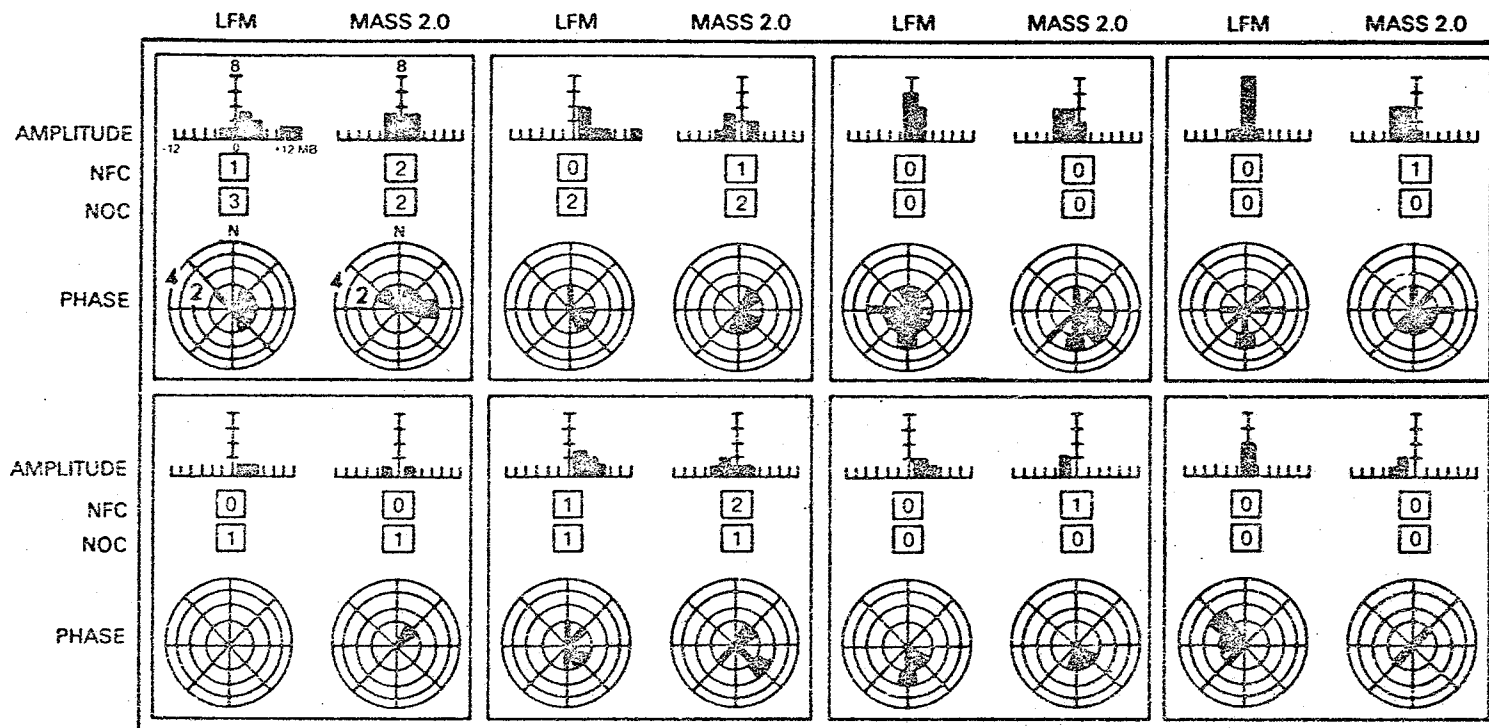 LFM MASS 2.0 LFM MASS 2.0 LFM MASS 2.0 LFM MASS 2.0
8 8
AMPLITUDE
-12 0 +12 MB
NFC 1 2 0 1 0 0 0 1
NOC 3 2 2 2 0 0 0 0
N N
PHASE 4 2 4 2
AMPLITUDE
NFC 0 0 1 2 0 1 0 0
NOC 1 1 1 1 0 0 0 0
PHASE